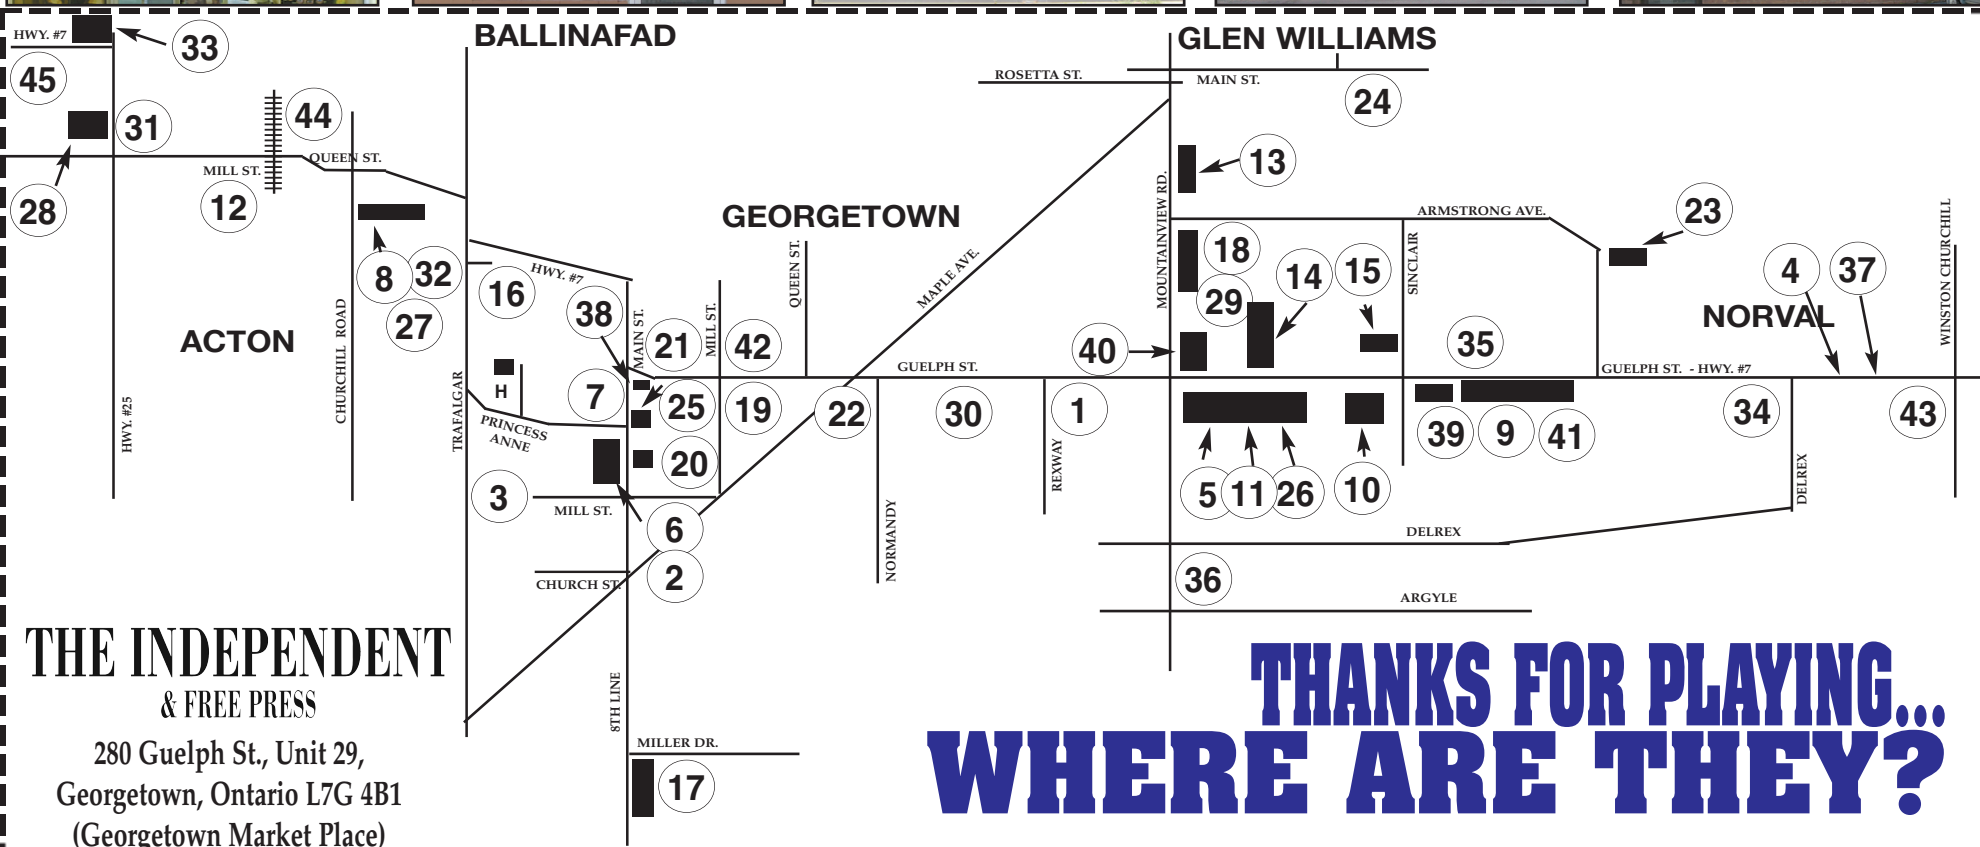 BALLINAFAD
GLEN WILLIAMS
HWY. #7
33
45
ROSETTA ST.
MAIN ST.
24
44
31
QUEEN ST.
MILL ST.
28
12
13
MOUNTAINVIEW RD.
GEORGETOWN
ARMSTRONG AVE.
23
WINSTON CHURCHILL
8
32
27
HWY. #7
16
QUEEN ST.
MAPLE AVE.
18
29
14
15
SINCLAIR
4
37
NORVAL
ACTON
CHURCHILL ROAD
38
MAIN ST.
21
MILL ST.
42
40
35
GUELPH ST.
GUELPH ST. - HWY. #7
HWY. #25
TRAFALGAR
H
7
25
19
22
30
1
34
43
PRINCESS
ANNE
39
9
41
20
REXWAY
DELREX
3
MILL ST.
6
5
11
26
10
NORMANDY
DELREX
CHURCH ST.
2
36
ARGYLE
THE INDEPENDENT
& FREE PRESS
280 Guelph St., Unit 29,
Georgetown, Ontario L7G 4B1
(Georgetown Market Place)
8TH LINE
MILLER DR.
17
THANKS FOR PLAYING...
WHERE ARE THEY?